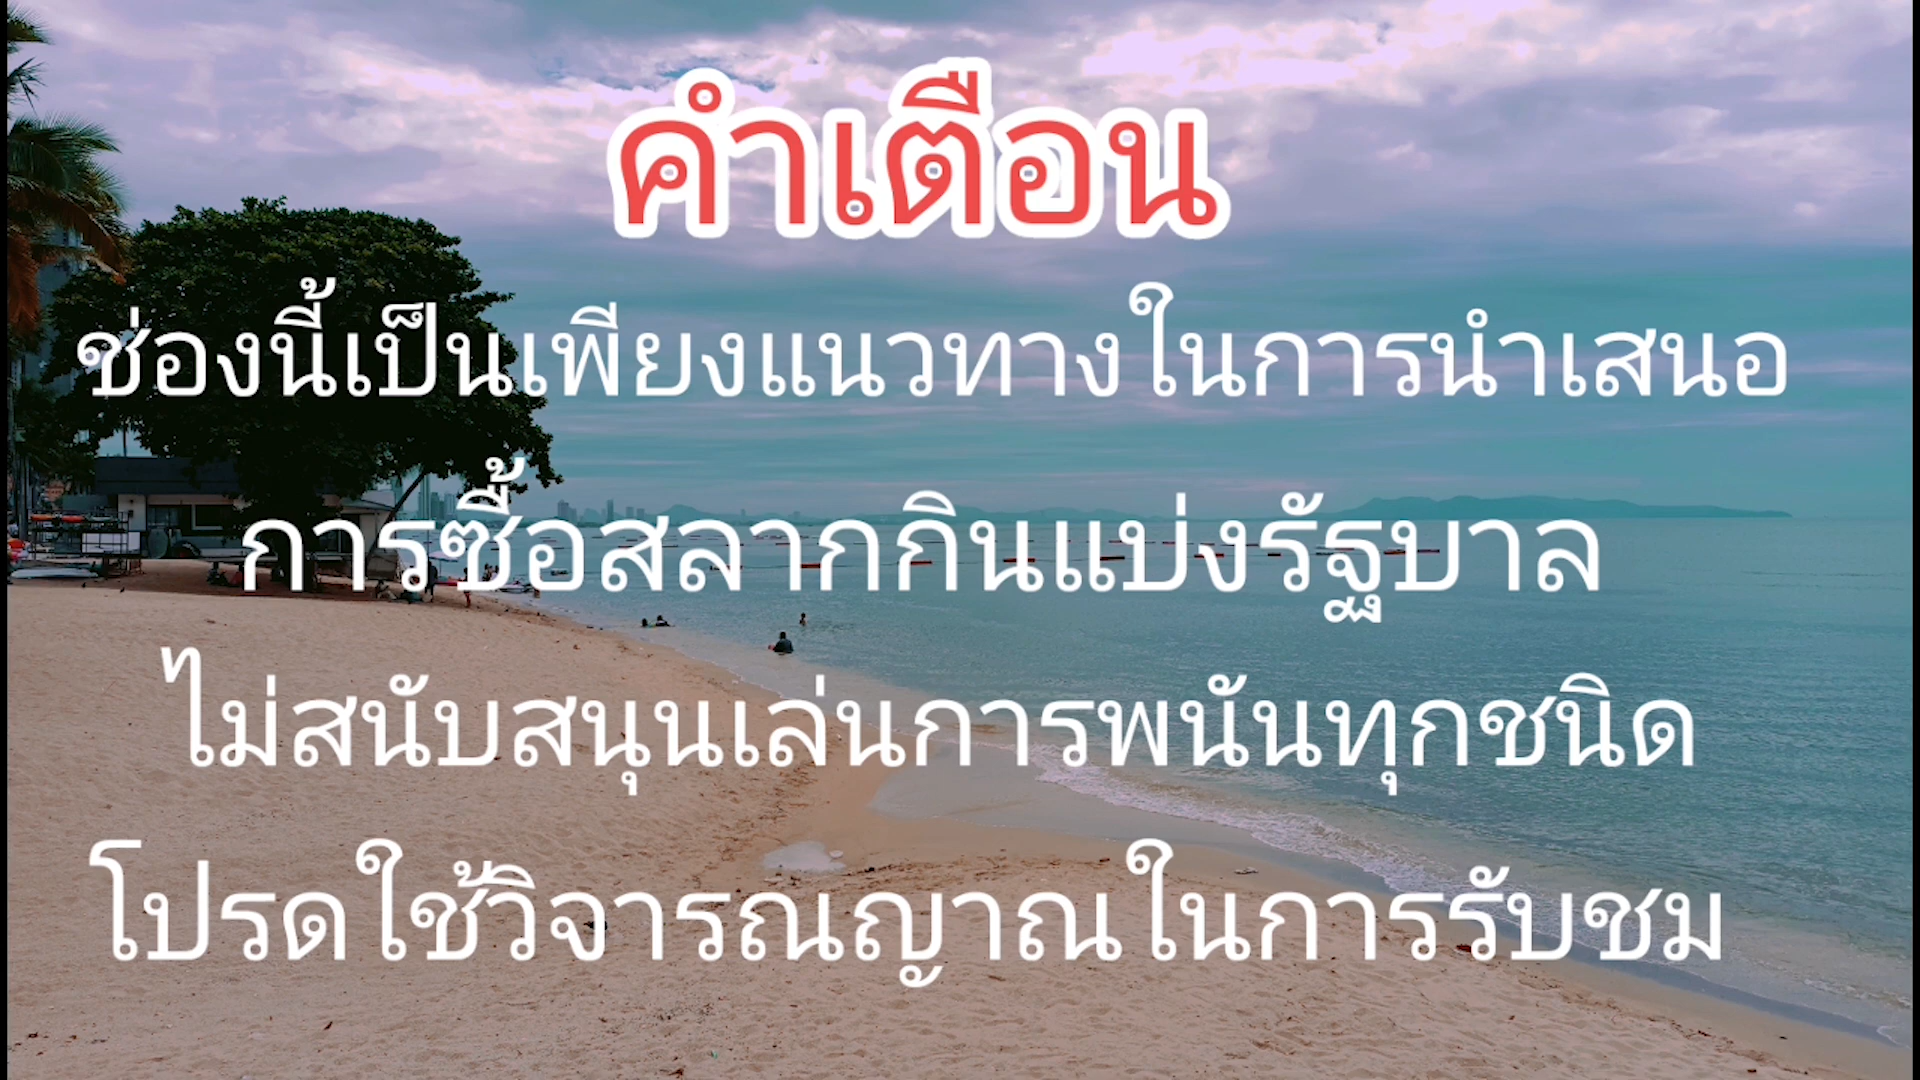 คำเตือน
ช่องนี้เป็นเพียงแนวทางในการนำเสนอ
การซื้อสลากกินแบ่งรัฐบาล
ไม่สนับสนุนเล่นการพนันทุกชนิด
โปรดใช้วิจารณญาณในการรับชม